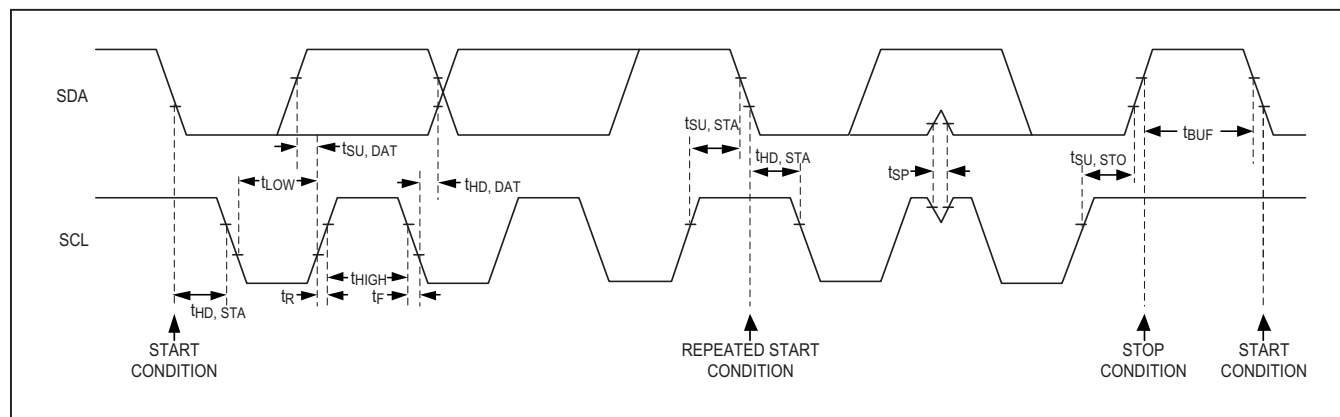 SDA
tSU, DAT
tSU, STA
tHD, STA
tSP
tSU, STO
tBUF
tLOW
tHD, DAT
SCL
tHIGH
tR
tF
tHD, STA
START
CONDITION
REPEATED START
CONDITION
STOP
CONDITION
START
CONDITION